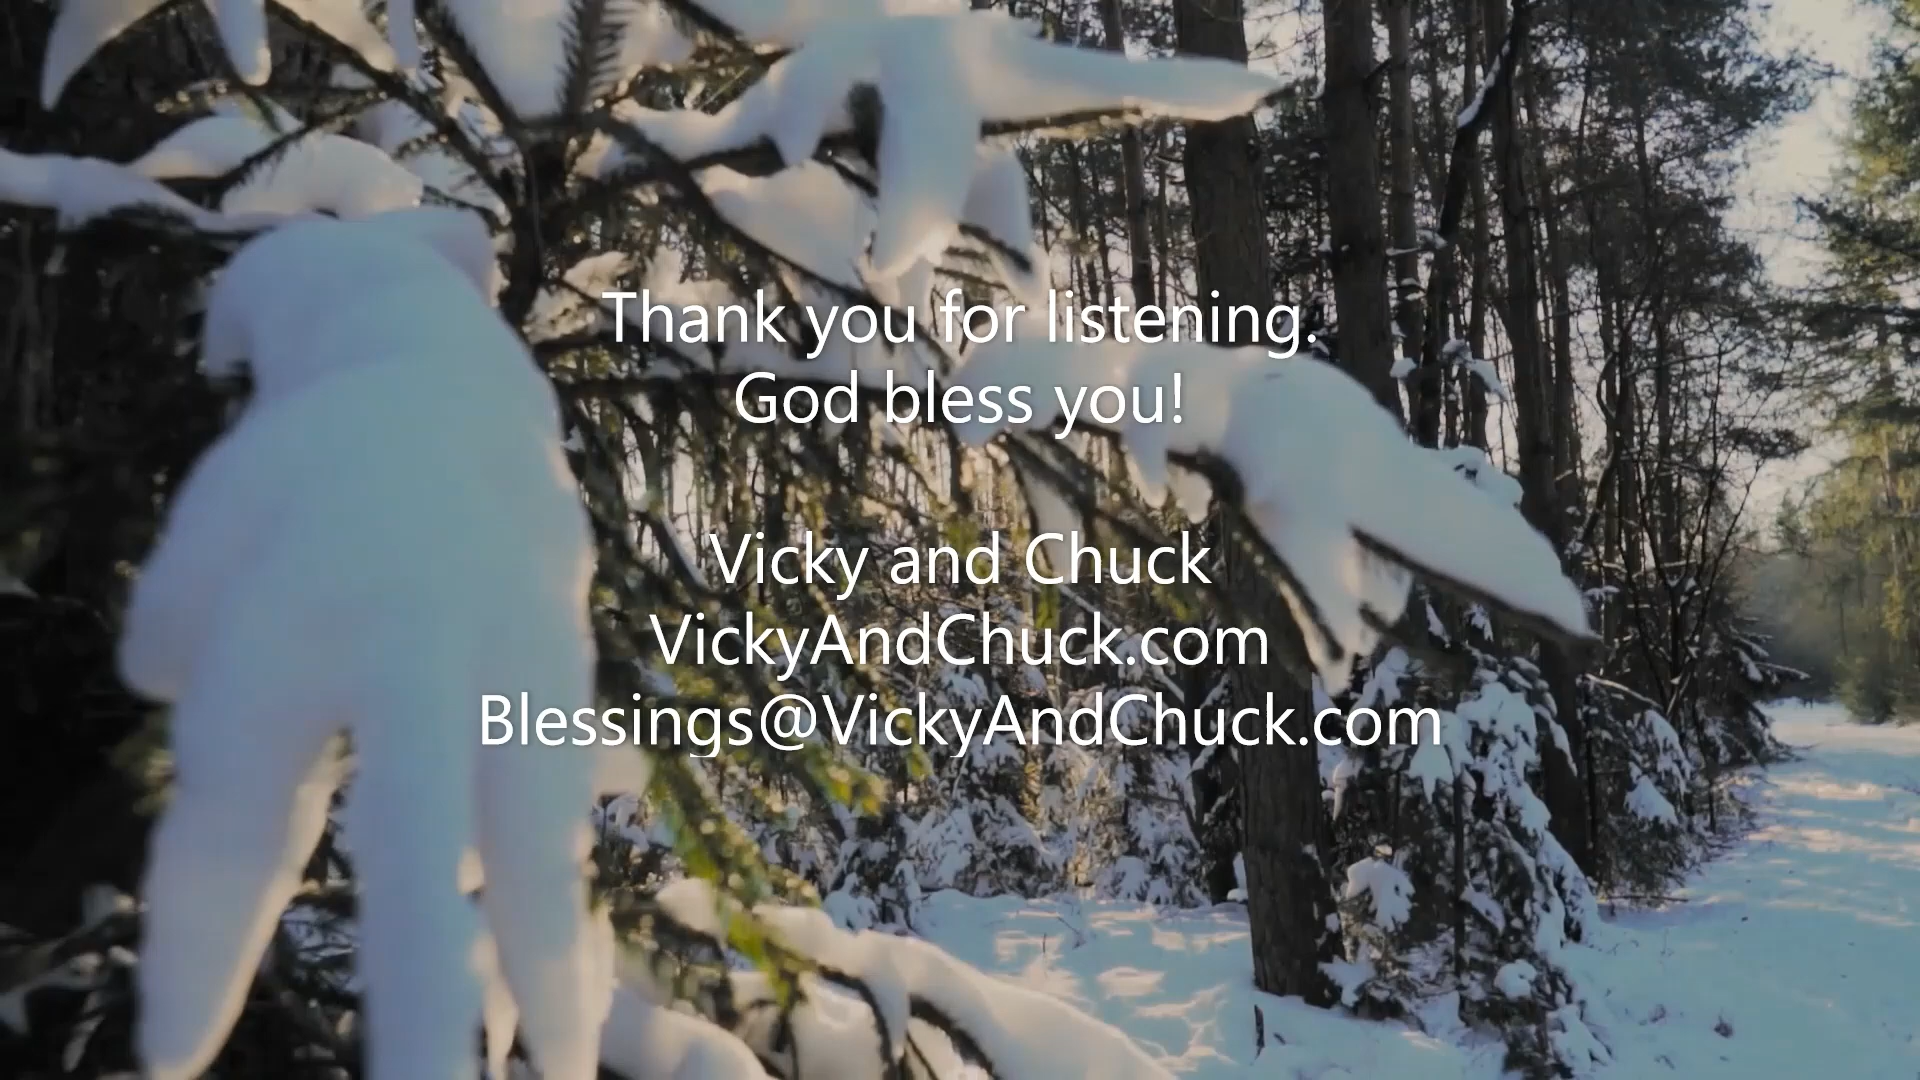 Thank you for listening.
God bless you!
Vicky and Chuck
VickyAndChuck.com
Blessings@VickyAndChuck.com